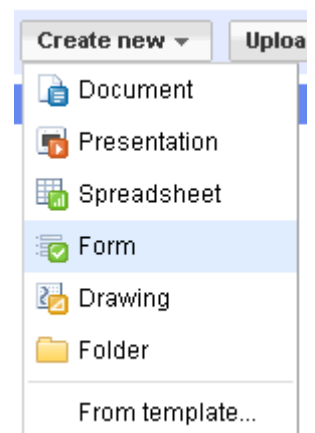 Create new Uploa
Document
Presentation
Spreadsheet
Form
Drawing
Folder
From template...